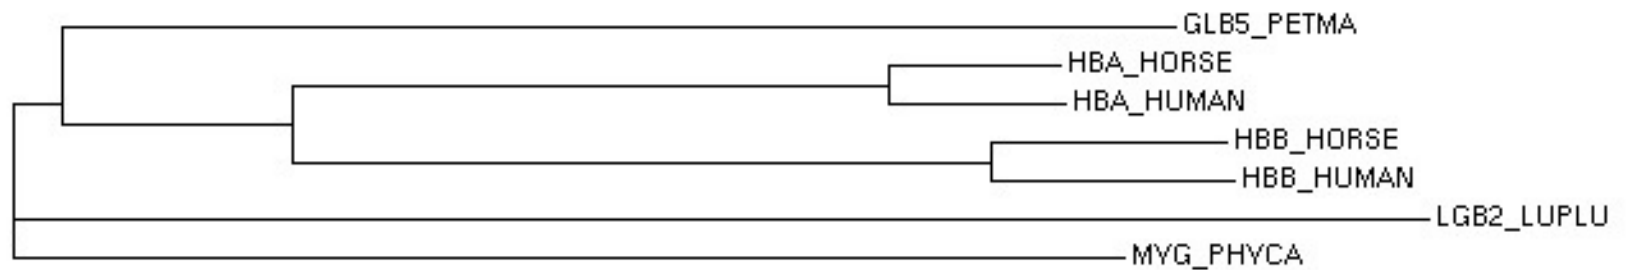 GLB5_PETMA
HBA_HORSE
HBA_HUMAN
HBB_HORSE
HBB_HUMAN
LGB2_LUPLU
MYG_PHYCA